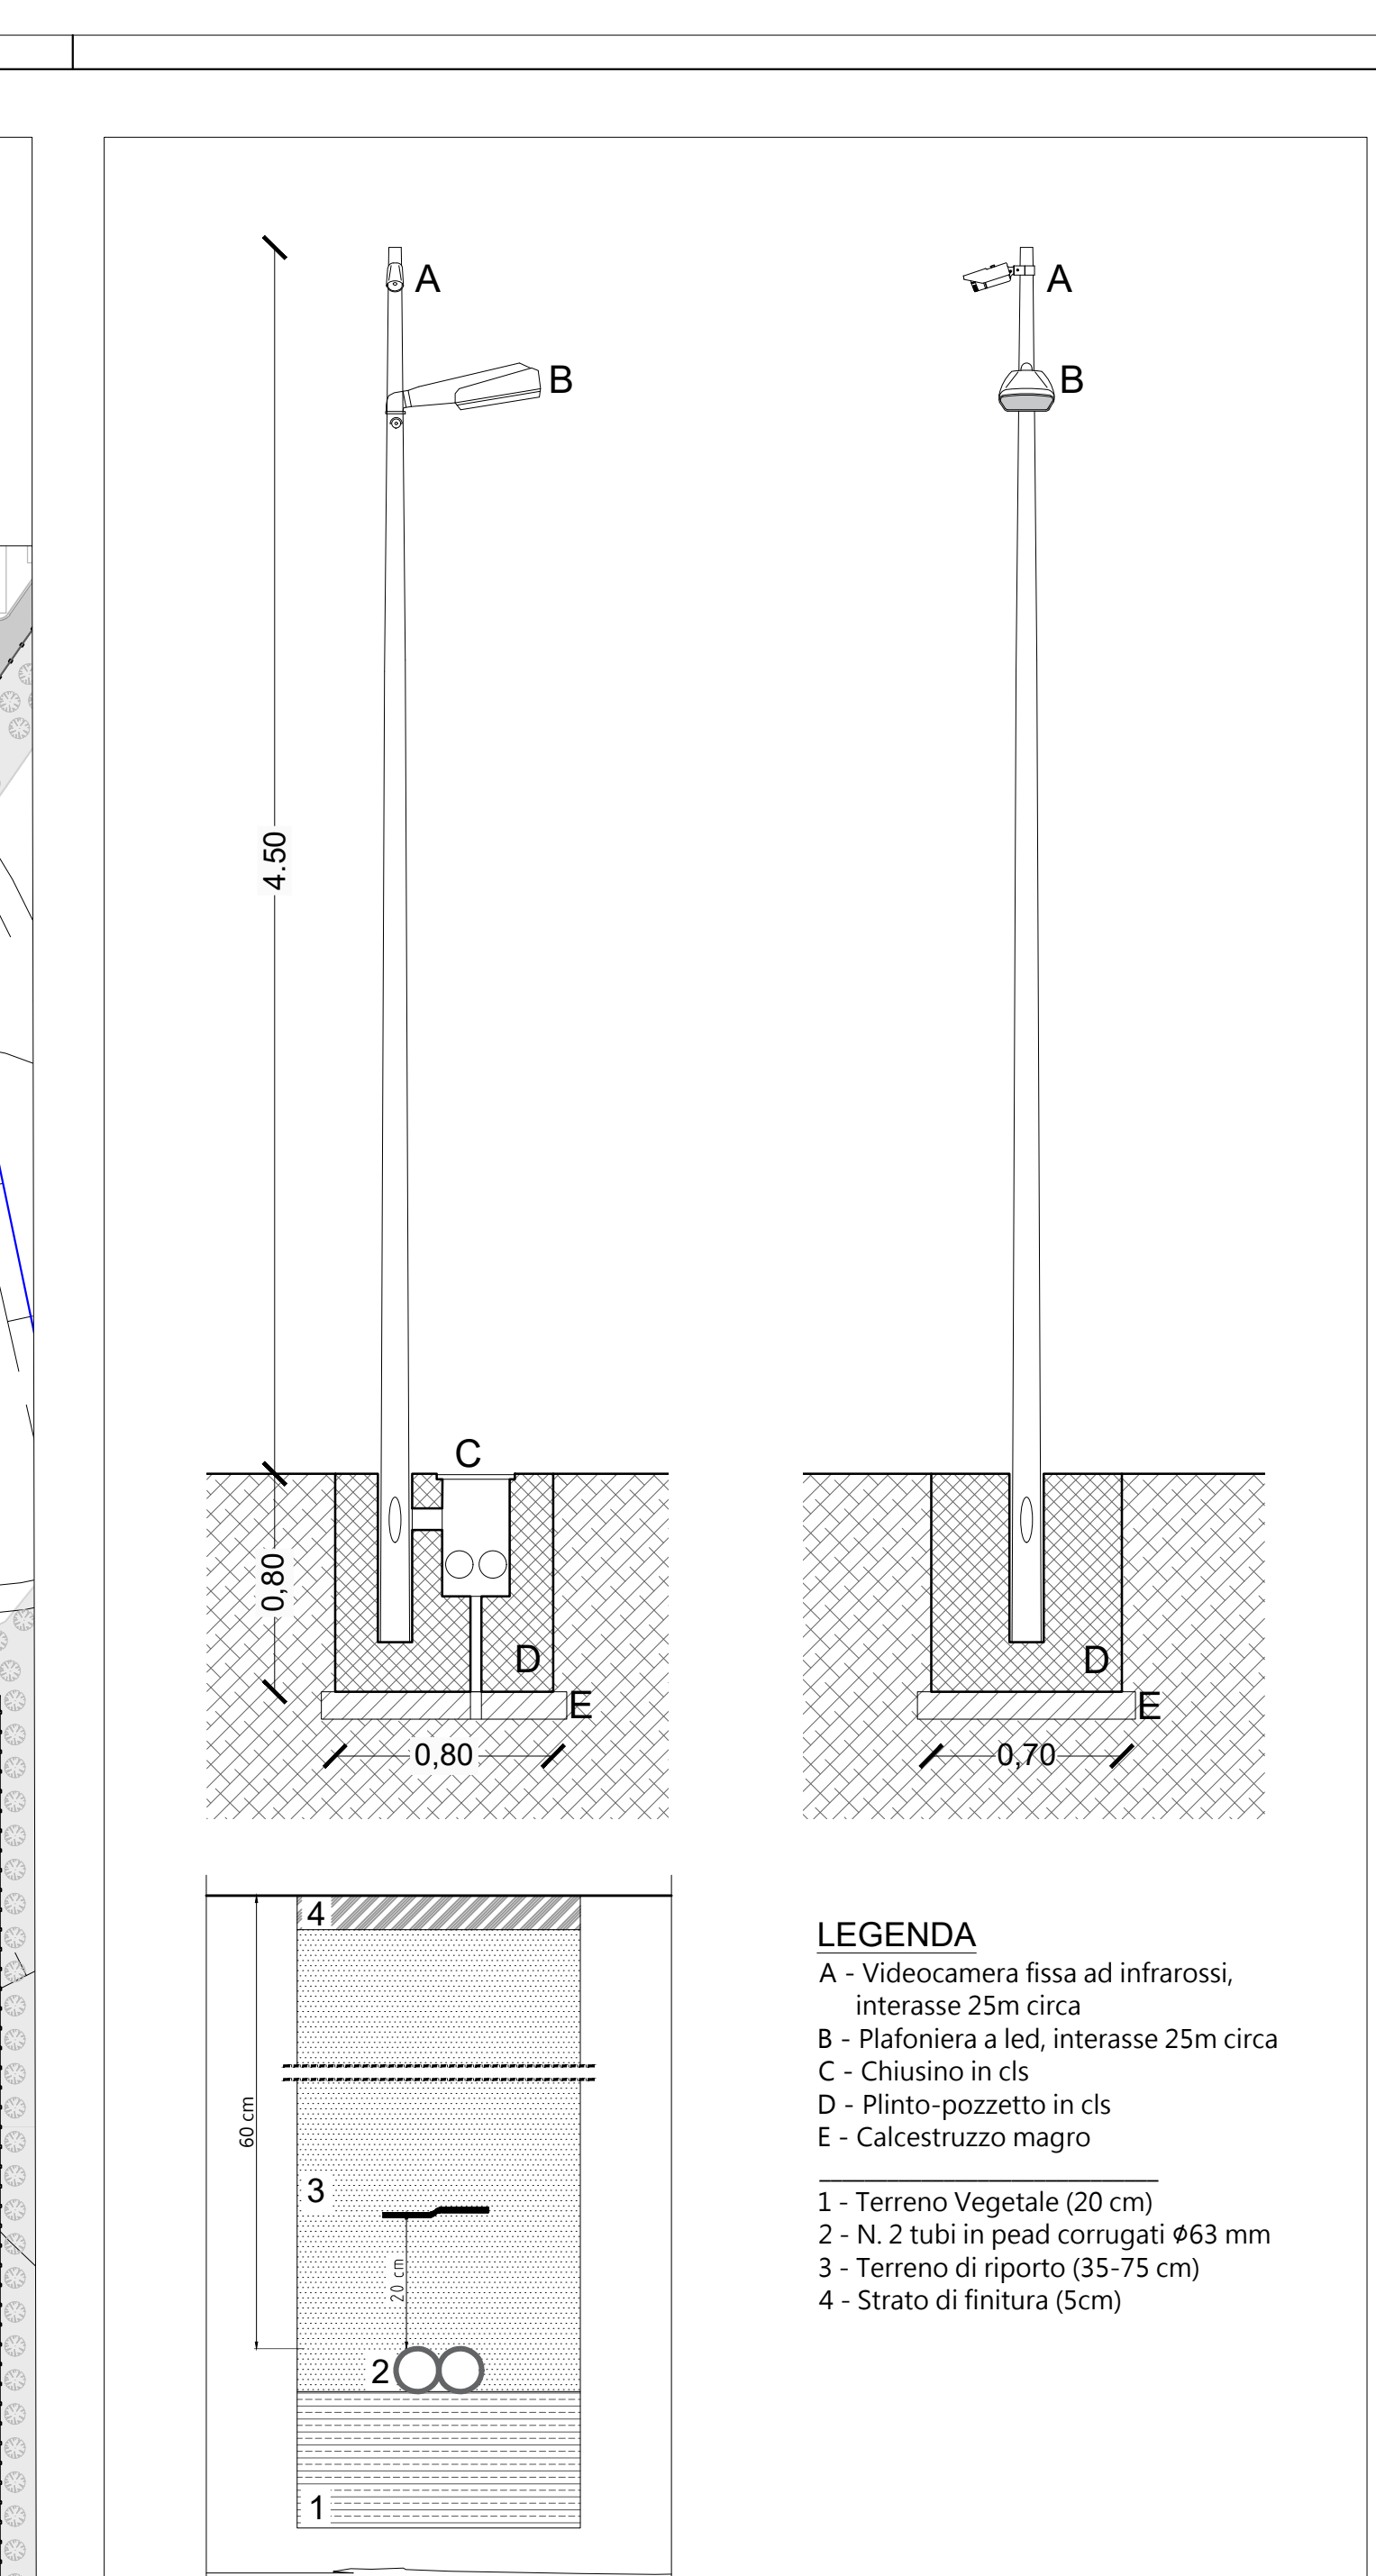 A
A
B
B
4.50
C
0,80
D
D
E
E
0,80
0,70
4
LEGENDA
A - Videocamera fissa ad infrarossi,
interasse 25m circa
B - Plafoniera a led, interasse 25m circa
C - Chiusino in cls
D - Plinto-pozzetto in cls
E - Calcestruzzo magro
60 cm
3
1 - Terreno Vegetale (20 cm)
2 - N. 2 tubi in pead corrugati Ø63 mm
3 - Terreno di riporto (35-75 cm)
4 - Strato di finitura (5cm)
20 cm
2
1